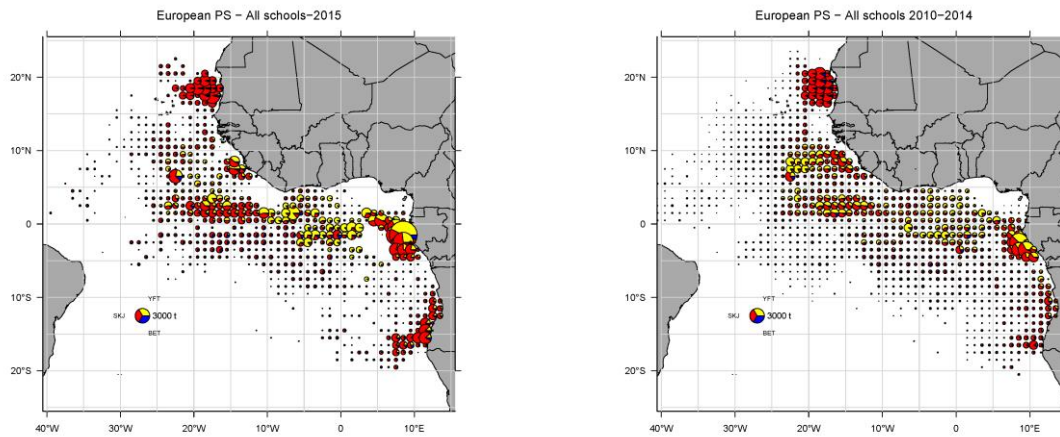 European PS – All schools–2015
20°N
10°N
0
10°S
20°S
YFT
SKJ
3000 t
BET
40°W
30°W
20°W
10°W
0
10°E
European PS – All schools 2010–2014
20°N
10°N
0
10°S
20°S
YFT
SKJ
3000 t
BET
40°W
30°W
20°W
10°W
0
10°E